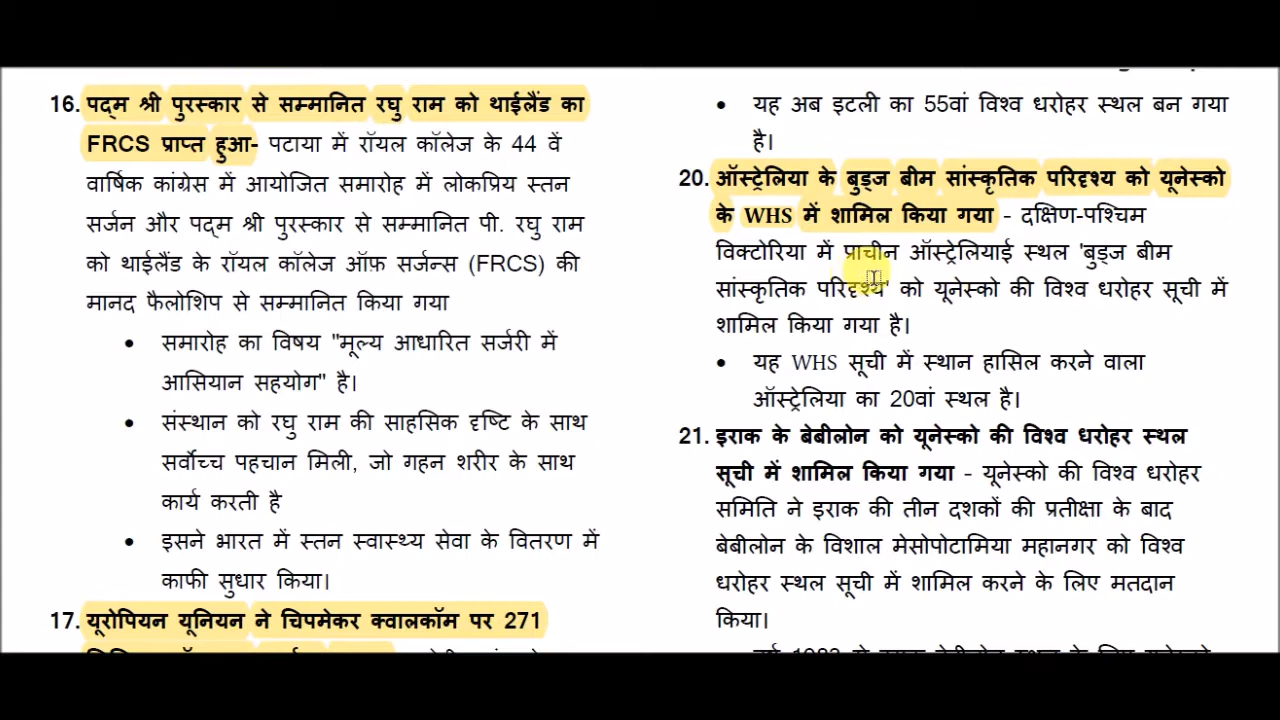 16. पद्म श्री पुरस्कार से सम्मानित रघु राम को थाईलैंड का
FRCS प्राप्त हुआ- पटाया में रॉयल कॉलेज के 44 वें
वार्षिक कांग्रेस में आयोजित समारोह में लोकप्रिय स्तन
सर्जन और पद्म श्री पुरस्कार से सम्मानित पी. रघु राम
को थाईलैंड के रॉयल कॉलेज ऑफ़ सर्जन्स (FRCS) की
मानद फैलोशिप से सम्मानित किया गया
• समारोह का विषय "मूल्य आधारित सर्जरी में
आसियान सहयोग" है।
• संस्थान को रघु राम की साहसिक दृष्टि के साथ
सर्वोच्च पहचान मिली, जो गहन शरीर के साथ
कार्य करती है
• इसने भारत में स्तन स्वास्थ्य सेवा के वितरण में
काफी सुधार किया।
17. यूरोपियन यूनियन ने चिपमेकर क्वालकॉम पर 271
• यह अब इटली का 55वां विश्व धरोहर स्थल बन गया
है।
20. ऑस्ट्रेलिया के बुड्ज बीम सांस्कृतिक परिदृश्य को यूनेस्को
के WHS में शामिल किया गया - दक्षिण-पश्चिम
विक्टोरिया में प्राचीन ऑस्ट्रेलियाई स्थल 'बुड्ज बीम
सांस्कृतिक परिदृश्य' को यूनेस्को की विश्व धरोहर सूची में
शामिल किया गया है।
• यह WHS सूची में स्थान हासिल करने वाला
ऑस्ट्रेलिया का 20वां स्थल है।
21. इराक के बेबीलोन को यूनेस्को की विश्व धरोहर स्थल
सूची में शामिल किया गया - यूनेस्को की विश्व धरोहर
समिति ने इराक की तीन दशकों की प्रतीक्षा के बाद
बेबीलोन के विशाल मेसोपोटामिया महानगर को विश्व
धरोहर स्थल सूची में शामिल करने के लिए मतदान
किया।